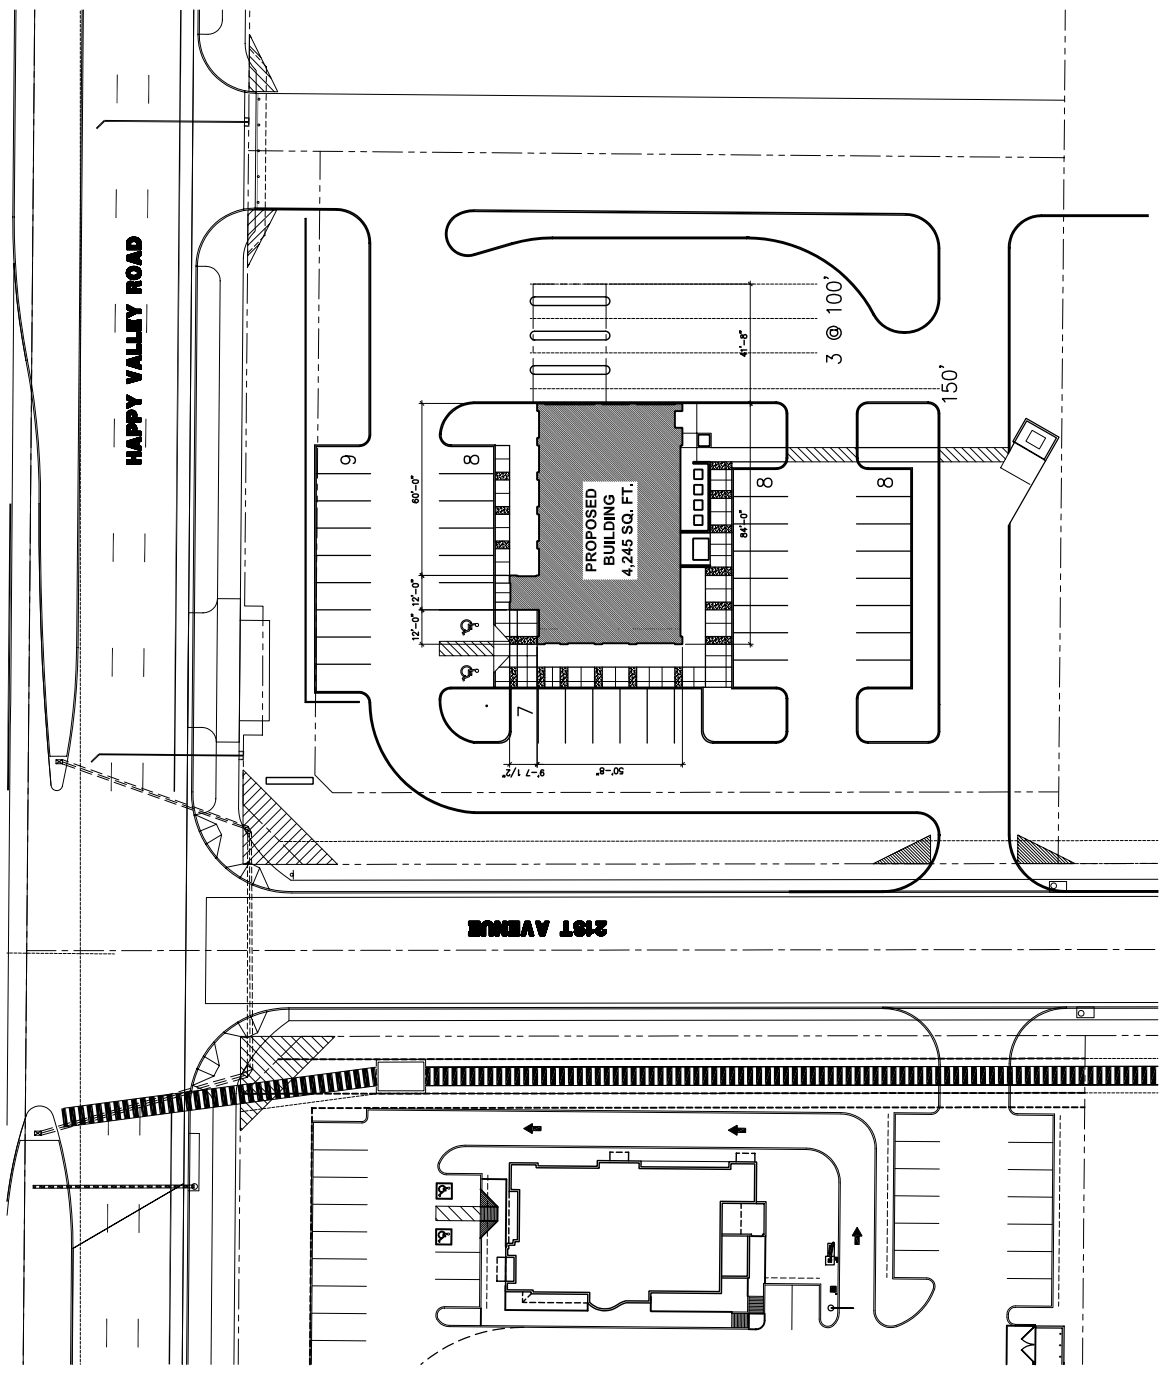 HAPPY VALLEY ROAD
3 @ 100'
150'
41'-8"
9
8
60'-0"
PROPOSED
BUILDING
4,245 SQ. FT.
8
8
84'-0"
12'-0"
12'-0"
7
9'-7 1/2"
50'-8"
21ST AVENUE